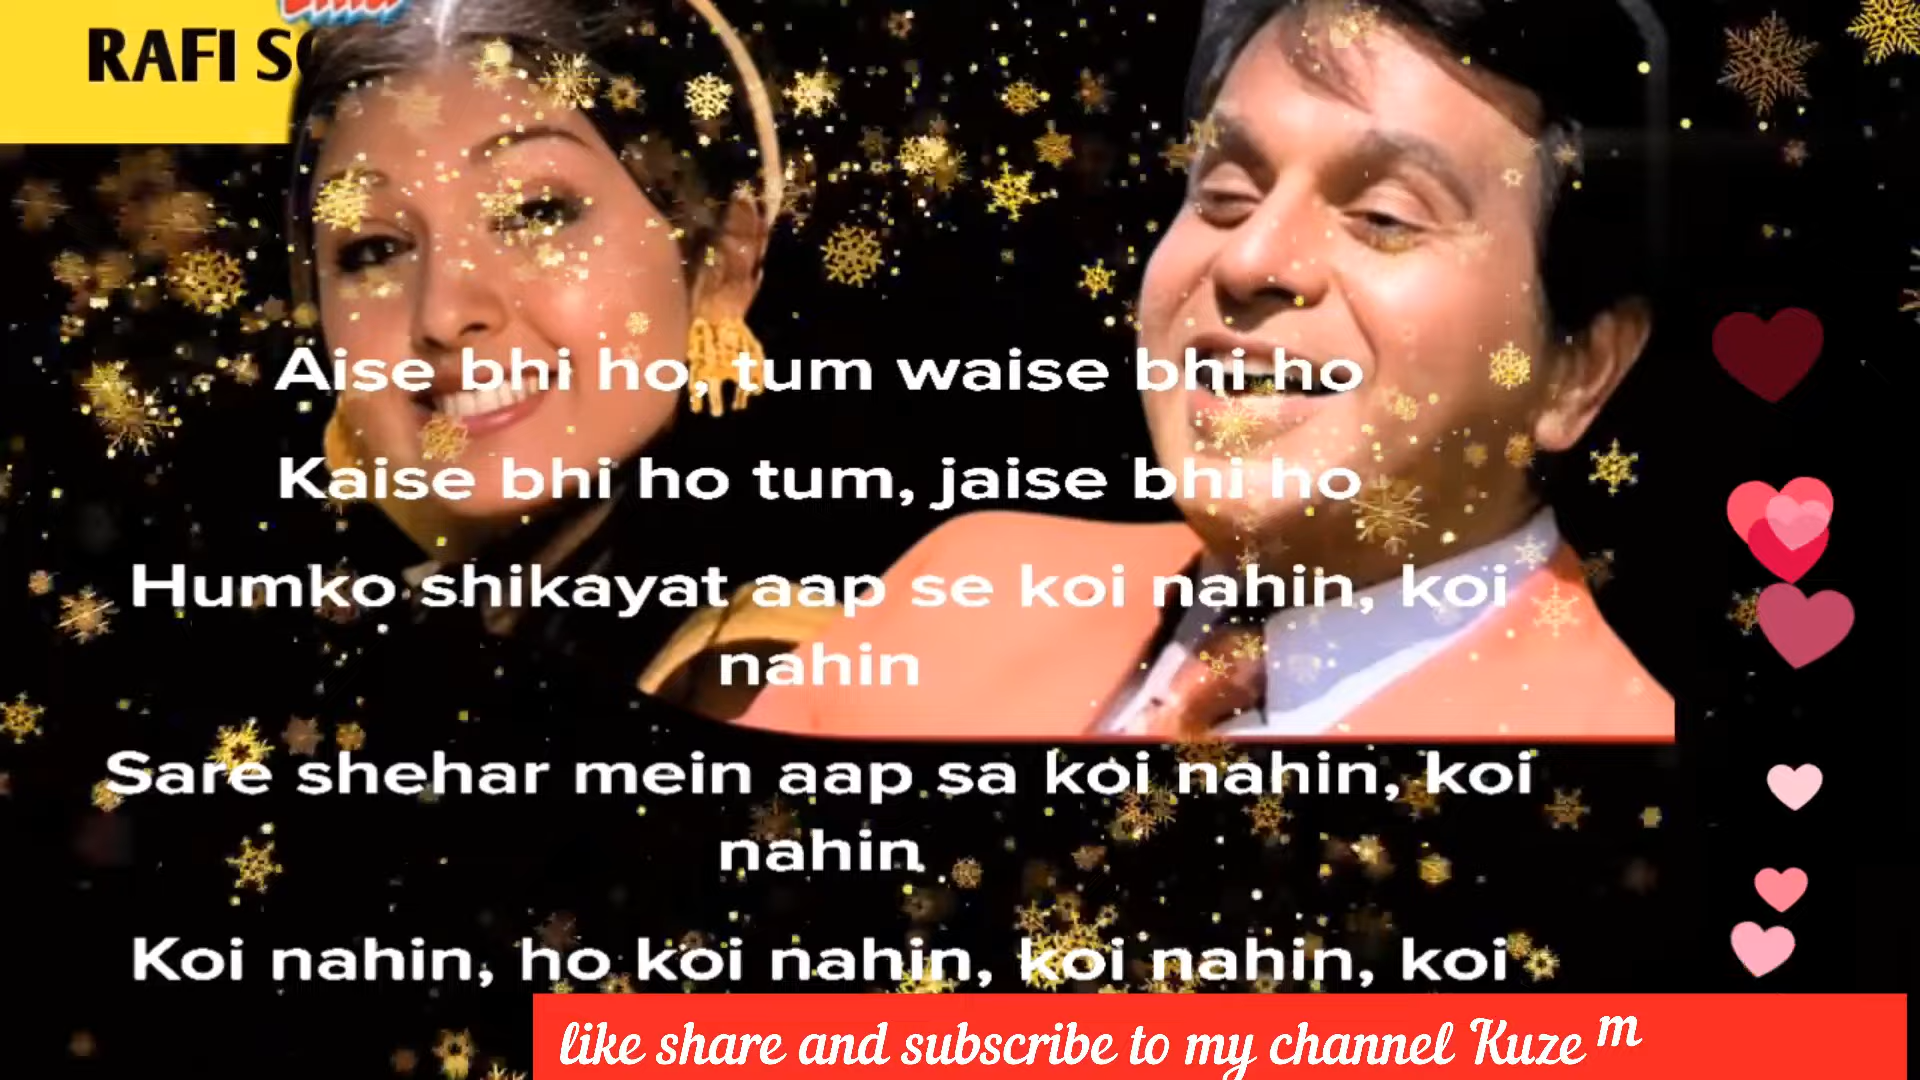 RAFI
Aise bhi ho, tum waise bhi ho
Kaise bhi ho tum, jaise bhi ho
Humko shikayat aap se koi nahin, koi
nahin
Sare shehar mein aap sa koi nahin, koi
nahin
Koi nahin, ho koi nahin, koi nahin, koi
like share and subscribe to my channel Kuze m